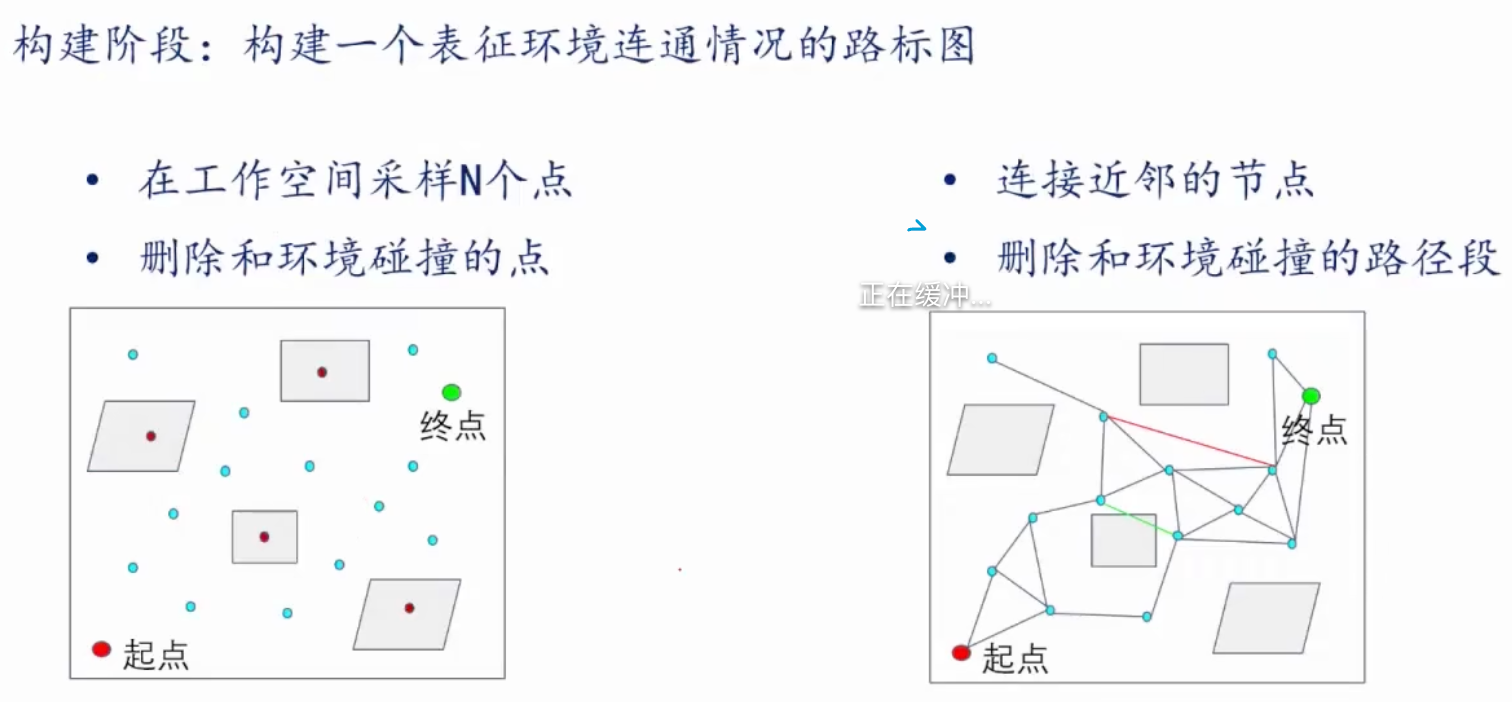 构建阶段：构建一个表征环境连通情况的路标图
• 在工作空间采样N个点
• 删除和环境碰撞的点
• 连接近邻的节点
• 删除和环境碰撞的路径段
正在缓冲...
终点
起点
终点
起点